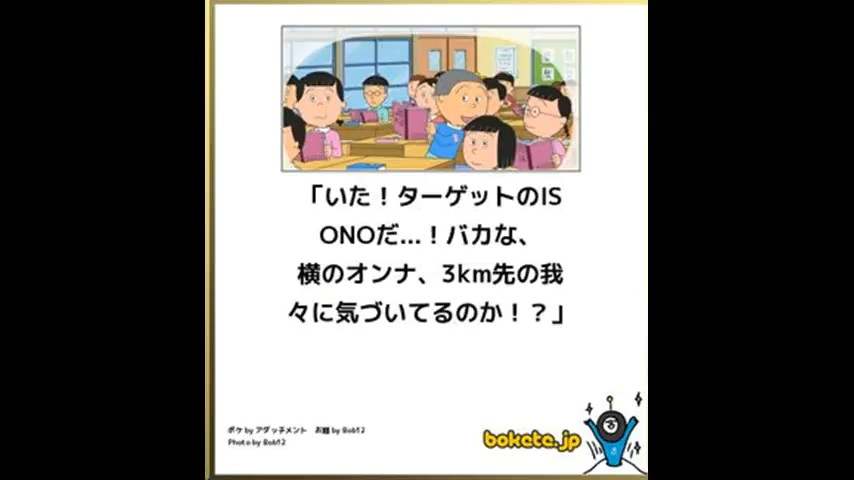 「いた！ターゲットのIS
ONOだ...！バカな、
横のオンナ、3km先の我
々に気づいてるのか！？」
ボケ by アダッチメント　お題 by Bob12
Photo by Bob12
bokete.jp